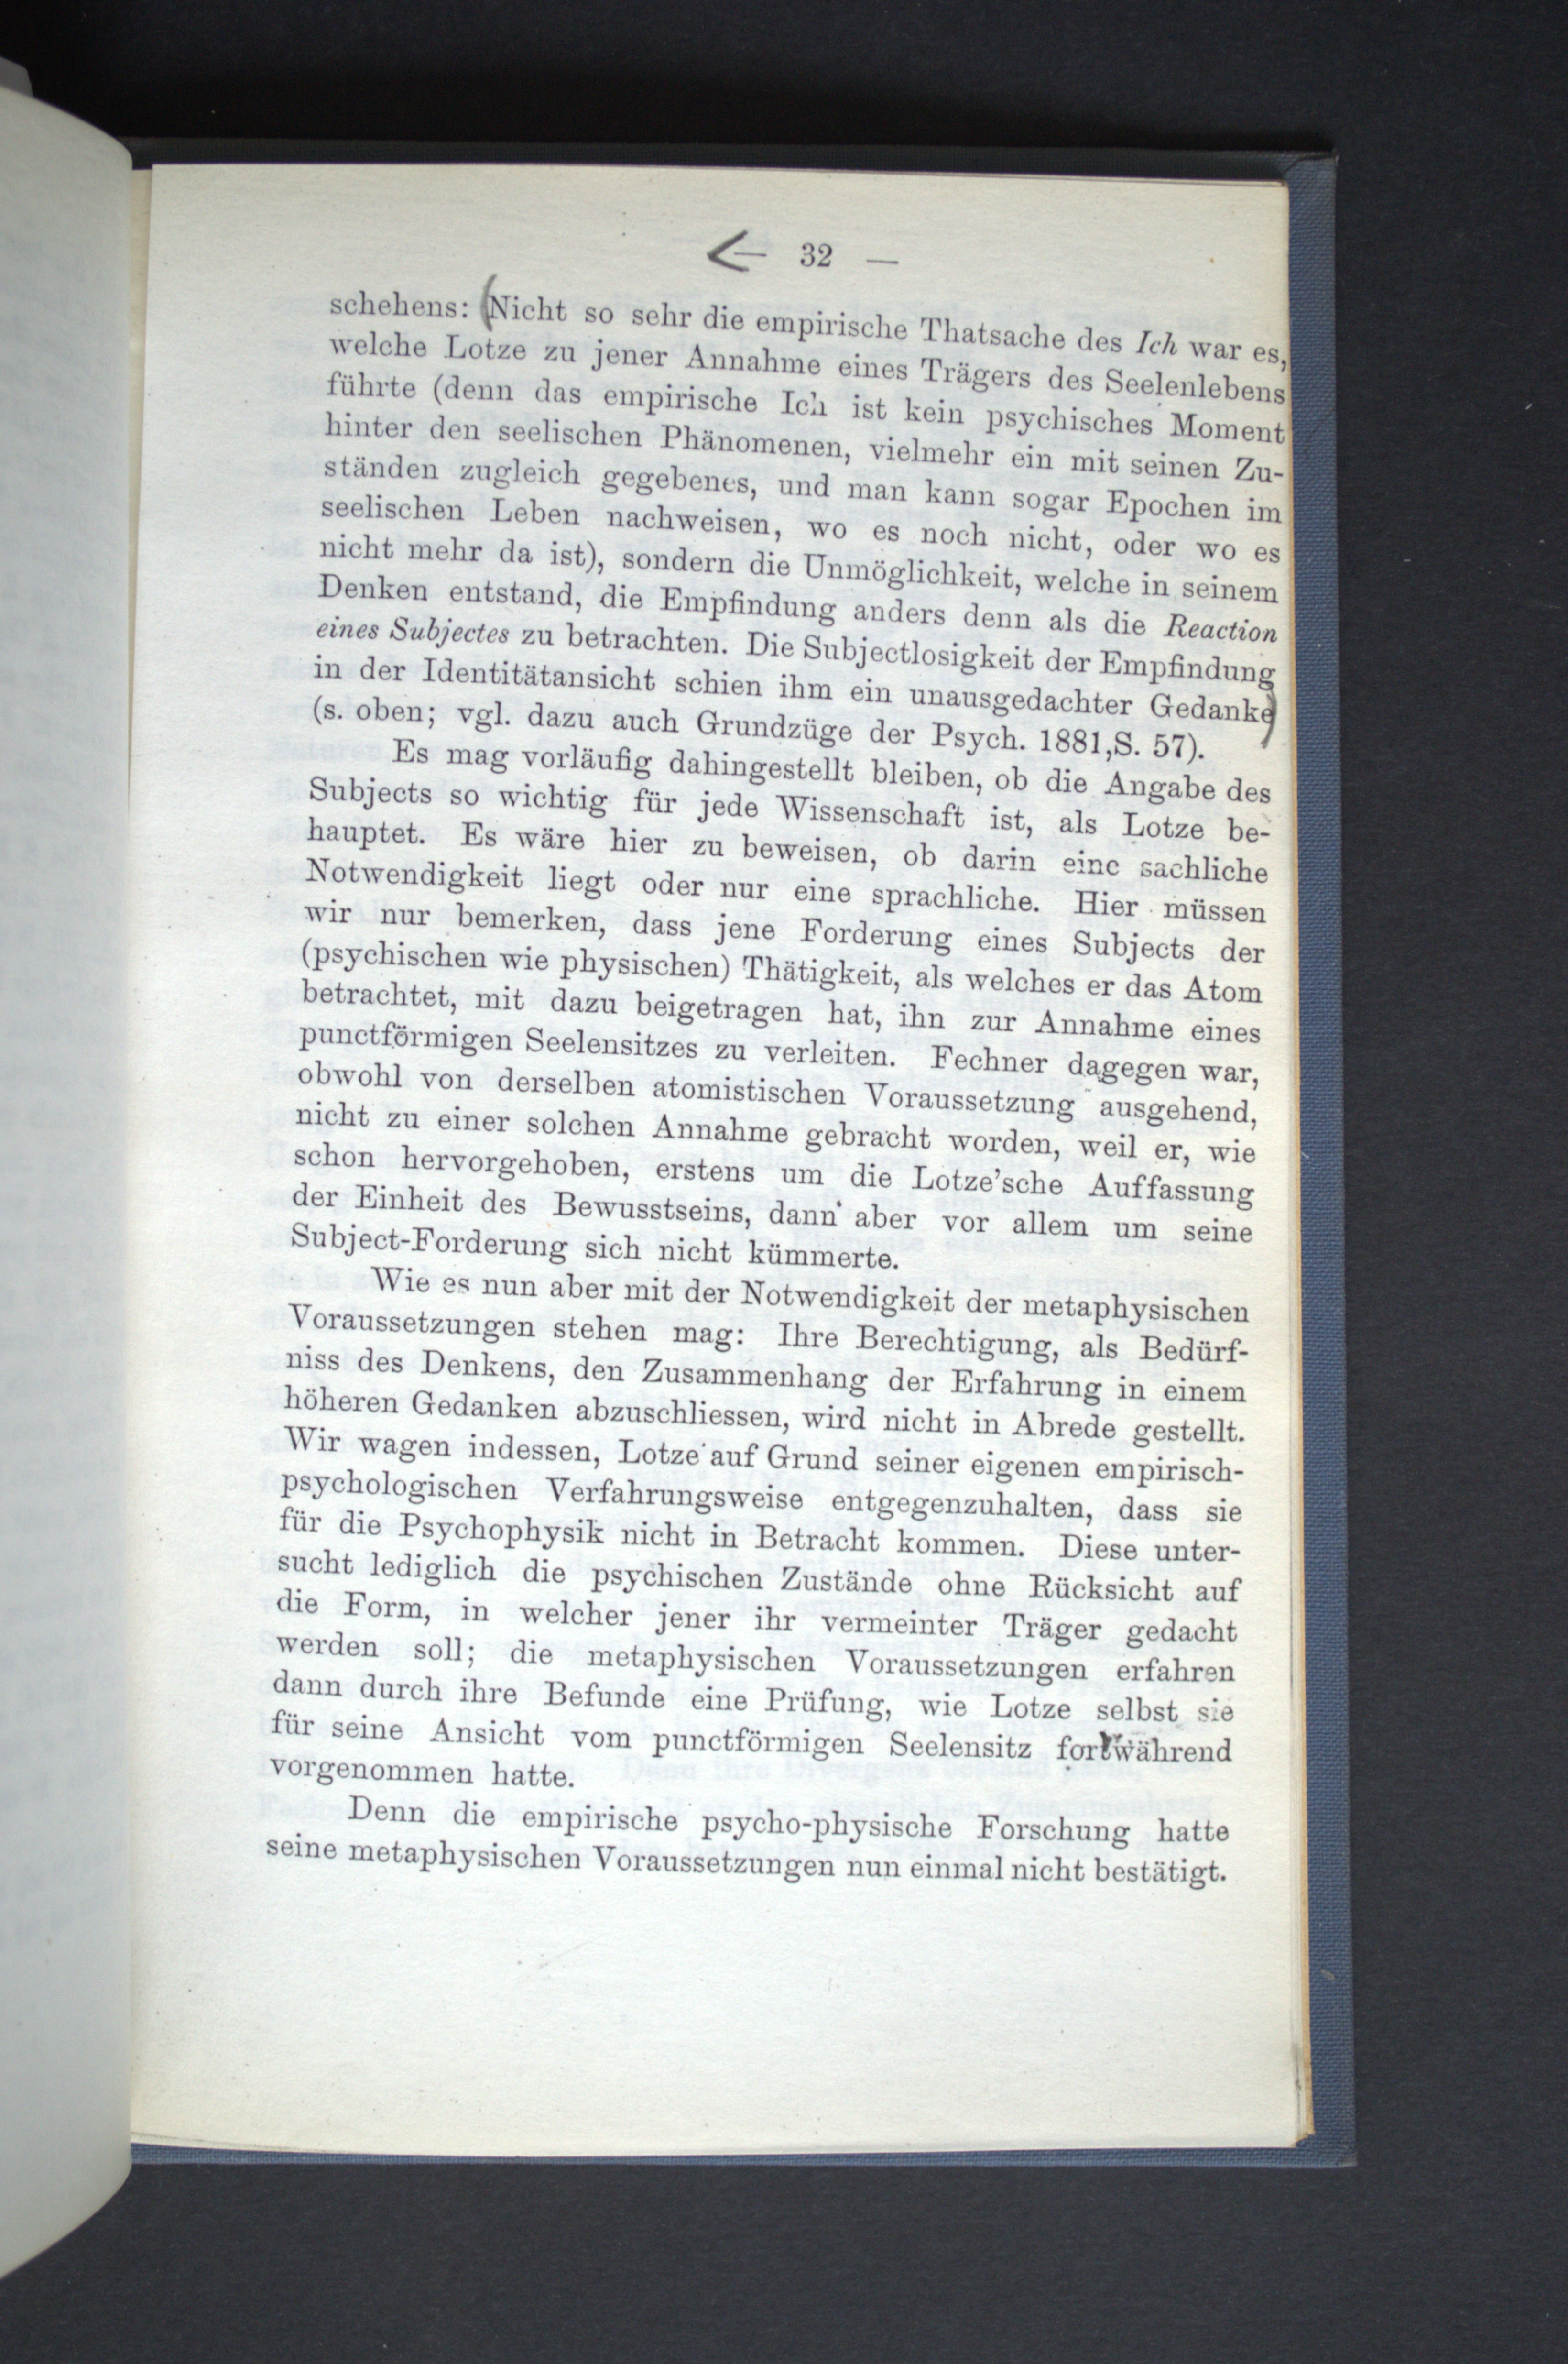 — 32 —
schehens: (Nicht so sehr die empirische Thatsache des Ich war es,
welche Lotze zu jener Annahme eines Trägers des Seelenlebens
führte (denn das empirische Ich ist kein psychisches Moment
hinter den seelischen Phänomenen, vielmehr ein mit seinen Zu-
ständen zugleich gegebenes, und man kann sogar Epochen im
seelischen Leben nachweisen, wo es noch nicht, oder wo es
nicht mehr da ist), sondern die Unmöglichkeit, welche in seinem
Denken entstand, die Empfindung anders denn als die Reaction
eines Subjectes zu betrachten. Die Subjectlosigkeit der Empfindung
in der Identitätansicht schien ihm ein unausgedachter Gedanke)
(s. oben; vgl. dazu auch Grundzüge der Psych. 1881,S. 57).
Es mag vorläufig dahingestellt bleiben, ob die Angabe des
Subjects so wichtig für jede Wissenschaft ist, als Lotze be-
hauptet. Es wäre hier zu beweisen, ob darin eine sachliche
Notwendigkeit liegt oder nur eine sprachliche. Hier müssen
wir nur bemerken, dass jene Forderung eines Subjects der
(psychischen wie physischen) Thätigkeit, als welches er das Atom
betrachtet, mit dazu beigetragen hat, ihn zur Annahme eines
punctförmigen Seelensitzes zu verleiten. Fechner dagegen war,
obwohl von derselben atomistischen Voraussetzung ausgehend,
nicht zu einer solchen Annahme gebracht worden, weil er, wie
schon hervorgehoben, erstens um die Lotze'sche Auffassung
der Einheit des Bewusstseins, dann aber vor allem um seine
Subject-Forderung sich nicht kümmerte.
Wie es nun aber mit der Notwendigkeit der metaphysischen
Voraussetzungen stehen mag: Ihre Berechtigung, als Bedürf-
niss des Denkens, den Zusammenhang der Erfahrung in einem
höheren Gedanken abzuschliessen, wird nicht in Abrede gestellt.
Wir wagen indessen, Lotze auf Grund seiner eigenen empirisch-
psychologischen Verfahrungsweise entgegenzuhalten, dass sie
für die Psychophysik nicht in Betracht kommen. Diese unter-
sucht lediglich die psychischen Zustände ohne Rücksicht auf
die Form, in welcher jener ihr vermeinter Träger gedacht
werden soll; die metaphysischen Voraussetzungen erfahren
dann durch ihre Befunde eine Prüfung, wie Lotze selbst sie
für seine Ansicht vom punctförmigen Seelensitz fortwährend
vorgenommen hatte.
Denn die empirische psycho-physische Forschung hatte
seine metaphysischen Voraussetzungen nun einmal nicht bestätigt.